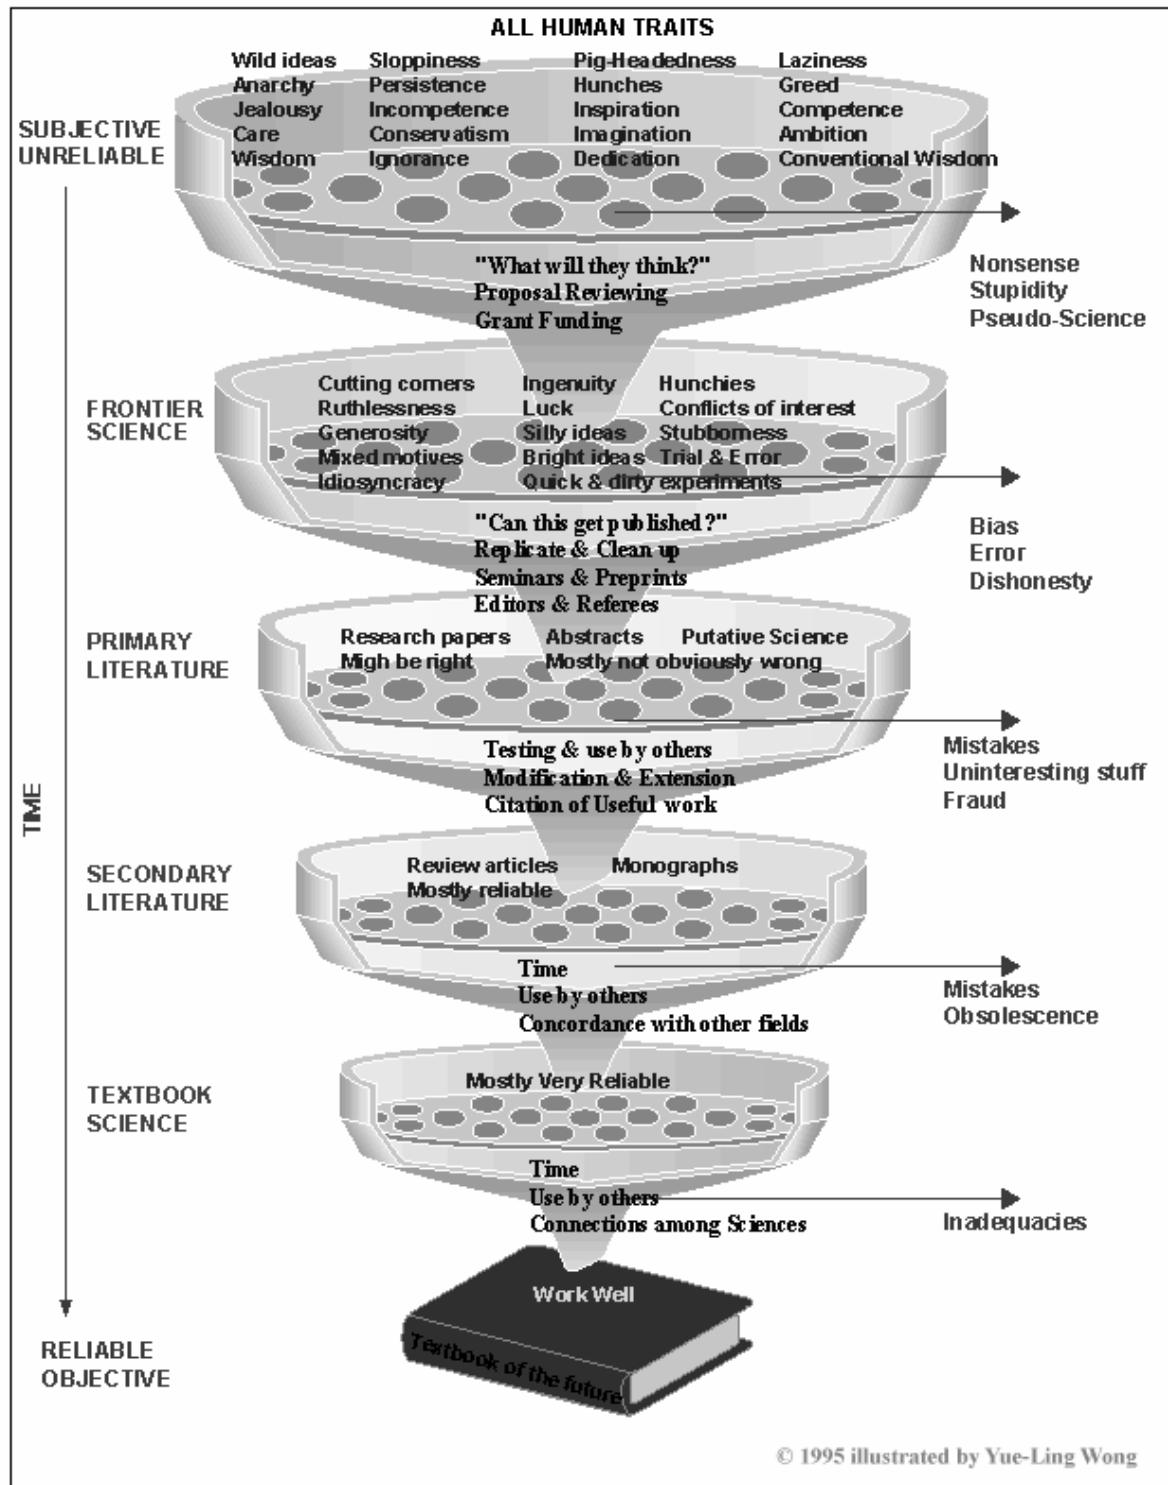 ALL HUMAN TRAITS
Wild ideas Sloppiness Pig-Headedness Laziness
Anarchy Persistence Hunches Greed
Jealousy Incompetence Inspiration Competence
Care Conservatism Imagination Ambition
Wisdom Ignorance Dedication Conventional Wisdom
SUBJECTIVE
UNRELIABLE
"What will they think?"
Proposal Reviewing
Grant Funding
Nonsense
Stupidity
Pseudo-Science
FRONTIER
SCIENCE
Cutting corners Ingenuity Hunchies
Ruthlessness Luck Conflicts of interest
Generosity Silly ideas Stubborness
Mixed motives Bright ideas Trial & Error
Idiosyncracy Quick & dirty experiments
"Can this get published?"
Replicate & Clean up
Seminars & Preprints
Editors & Referees
Bias
Error
Dishonesty
PRIMARY
LITERATURE
Research papers Abstracts Putative Science
Migh be right Mostly not obviously wrong
Testing & use by others
Modification & Extension
Citation of Useful work
Mistakes
Uninteresting stuff
Fraud
TIME
SECONDARY
LITERATURE
Review articles Monographs
Mostly reliable
Time
Use by others
Concordance with other fields
Mistakes
Obsolescence
TEXTBOOK
SCIENCE
Mostly Very Reliable
Time
Use by others
Connections among Sciences
Inadequacies
Work Well
Textbook of the future
RELIABLE
OBJECTIVE
© 1995 illustrated by Yue-Ling Wong